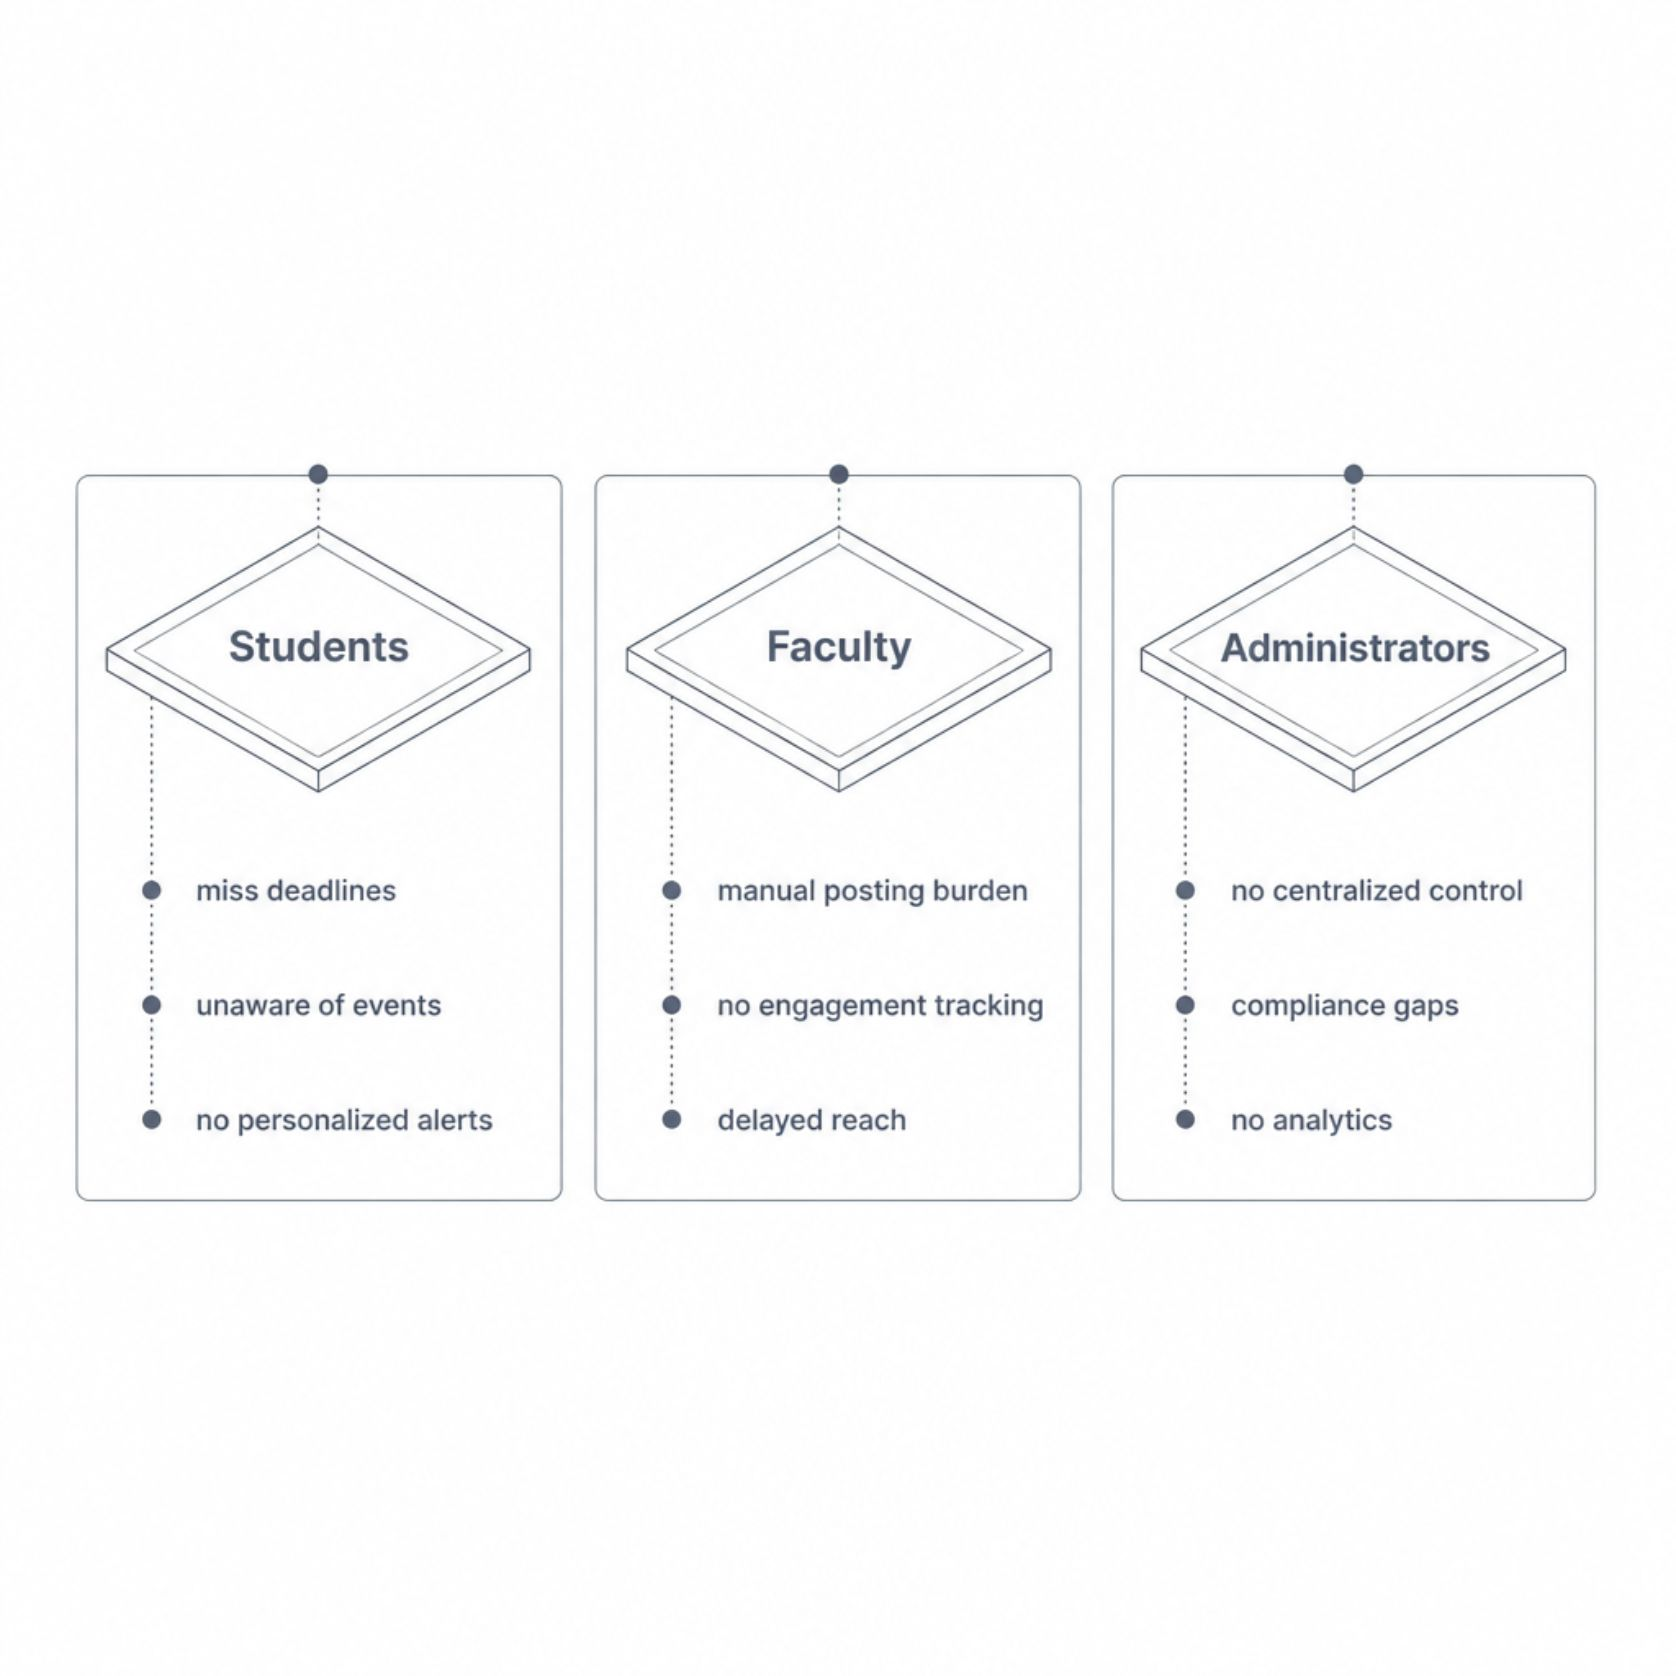 Students
miss deadlines
unaware of events
no personalized alerts
Faculty
manual posting burden
no engagement tracking
delayed reach
Administrators
no centralized control
compliance gaps
no analytics